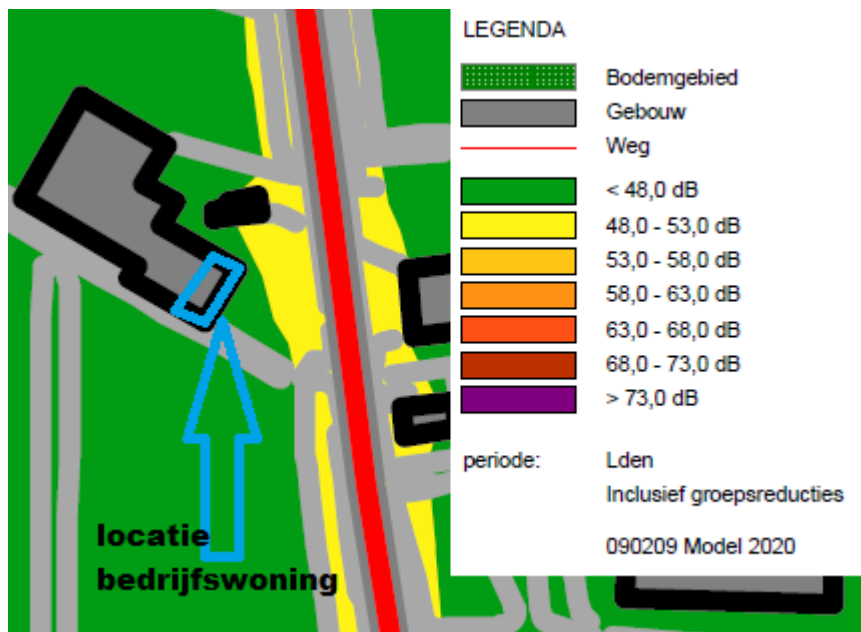 LEGENDA
Bodemgebied
Gebouw
Weg
< 48,0 dB
48,0 - 53,0 dB
53,0 - 58,0 dB
58,0 - 63,0 dB
63,0 - 68,0 dB
68,0 - 73,0 dB
> 73,0 dB
periode: Lden
Inclusief groepsreducties
090209 Model 2020
locatie
bedrijfswoning